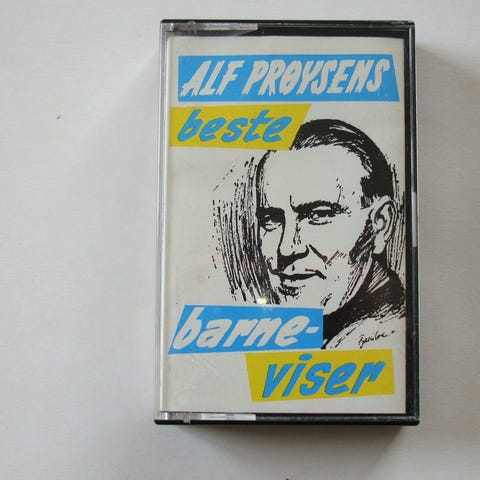 ALF PRØYSENS
beste
barne-
viser